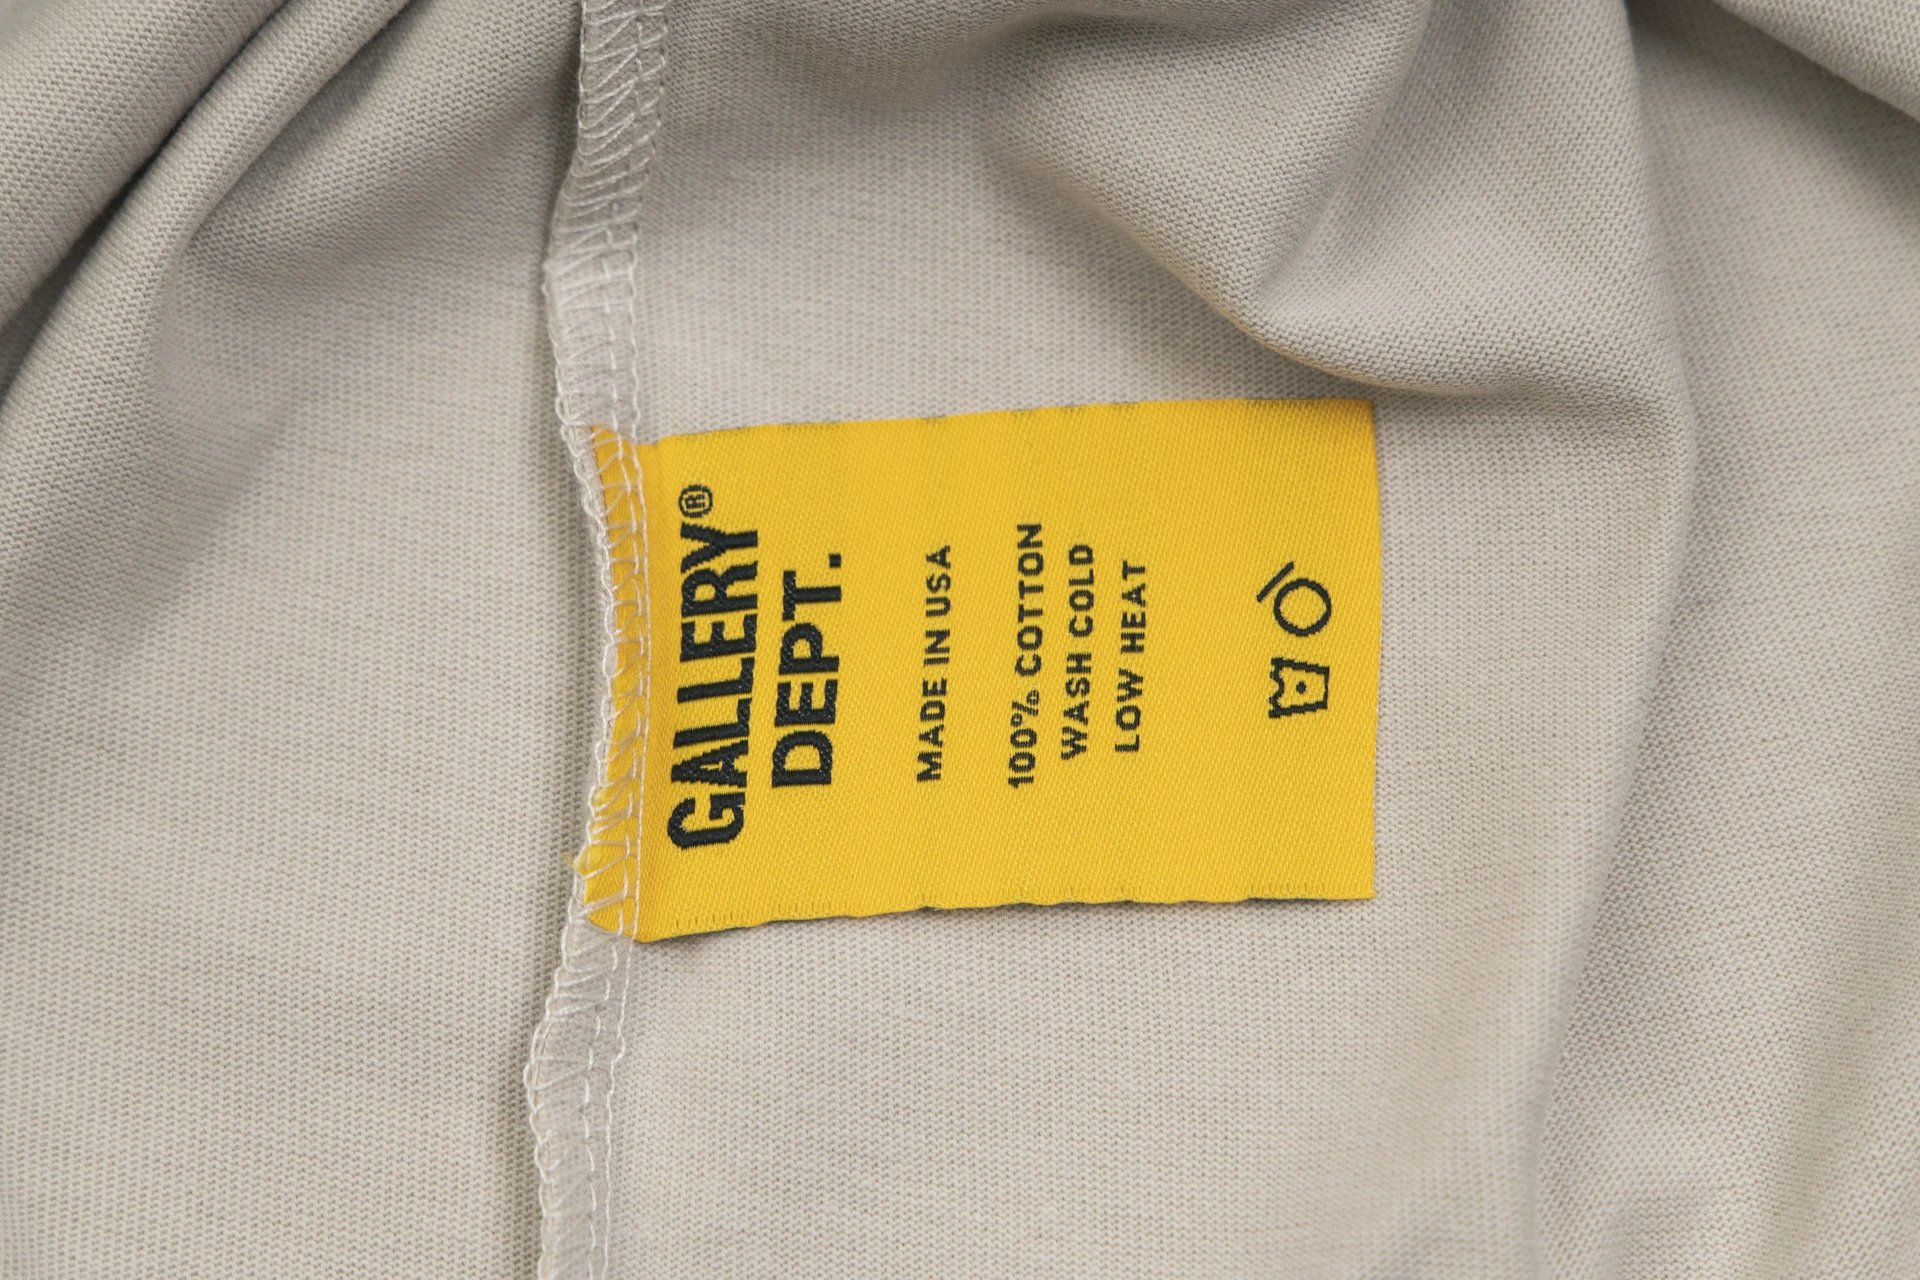 GALLERY®
DEPT.
MADE IN USA
100% COTTON
WASH COLD
LOW HEAT